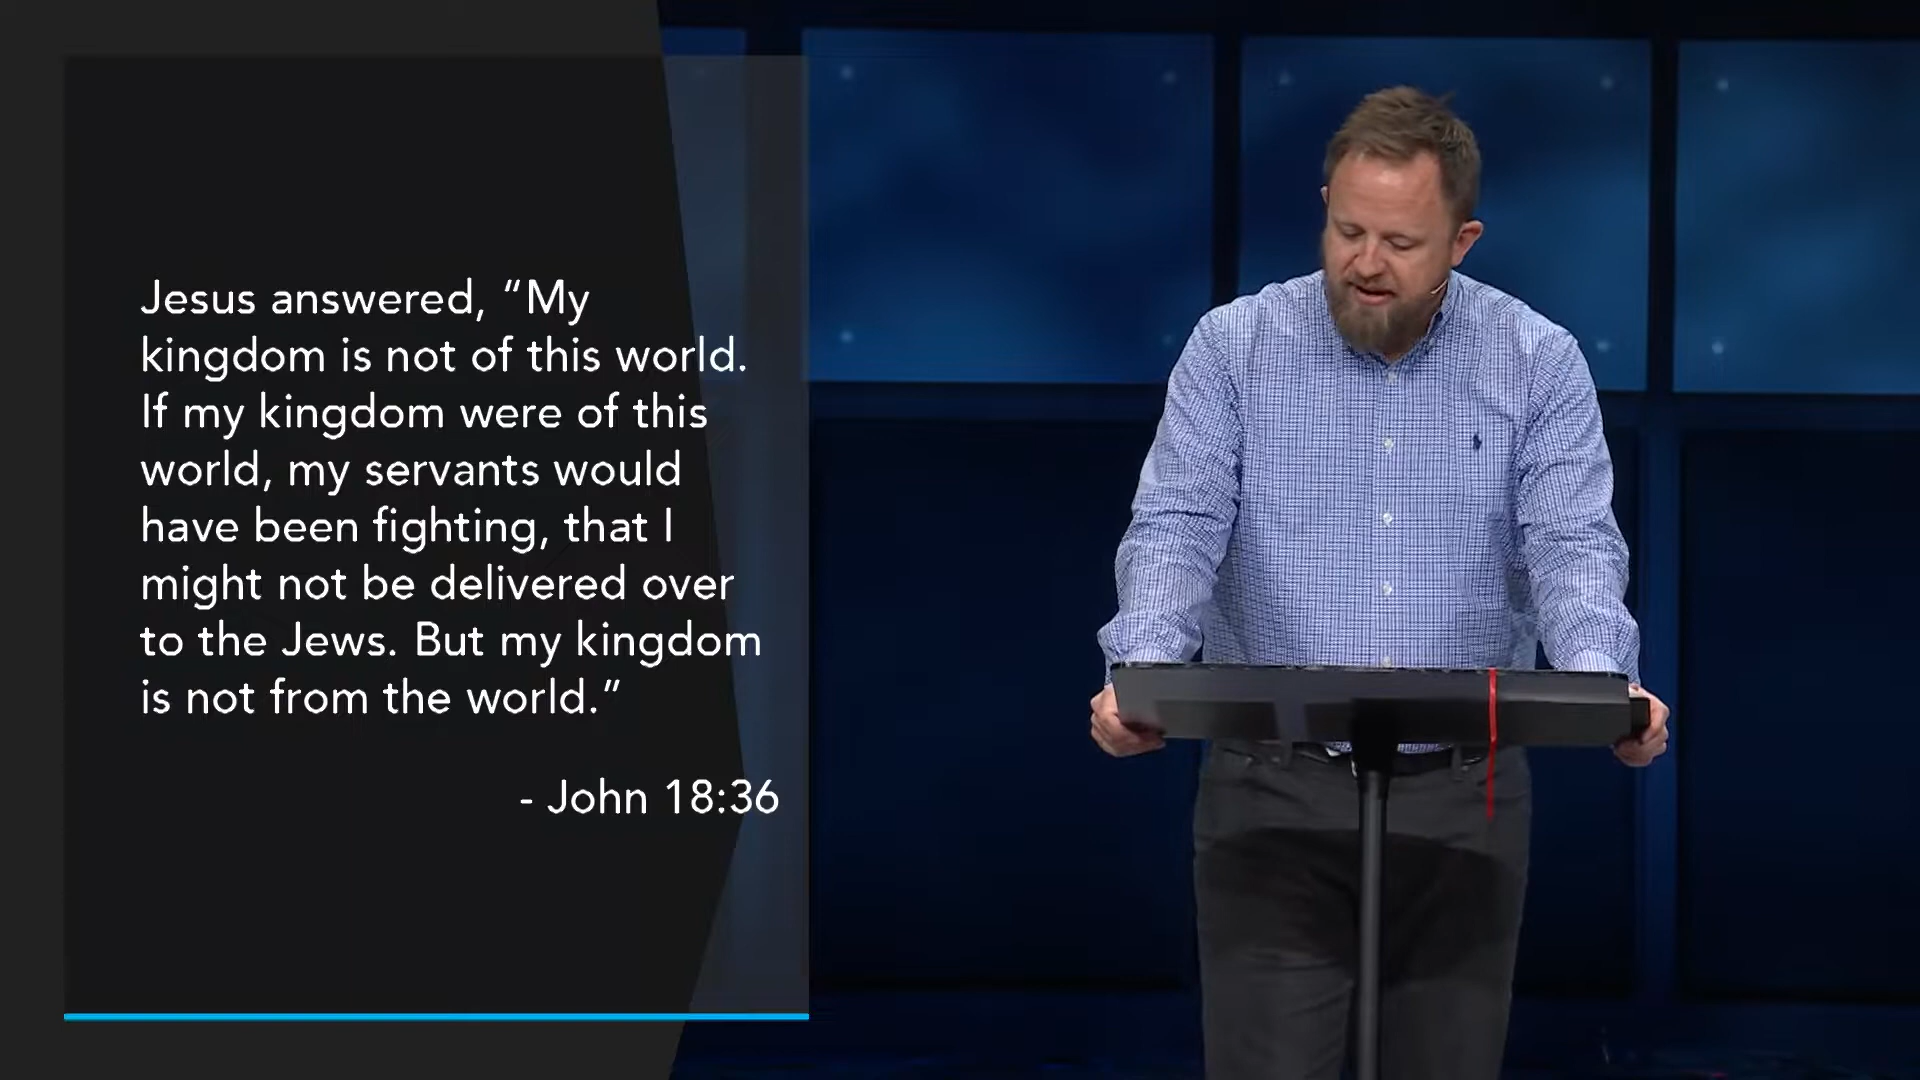 Jesus answered, “My
kingdom is not of this world.
If my kingdom were of this
world, my servants would
have been fighting, that I
might not be delivered over
to the Jews. But my kingdom
is not from the world.”
- John 18:36